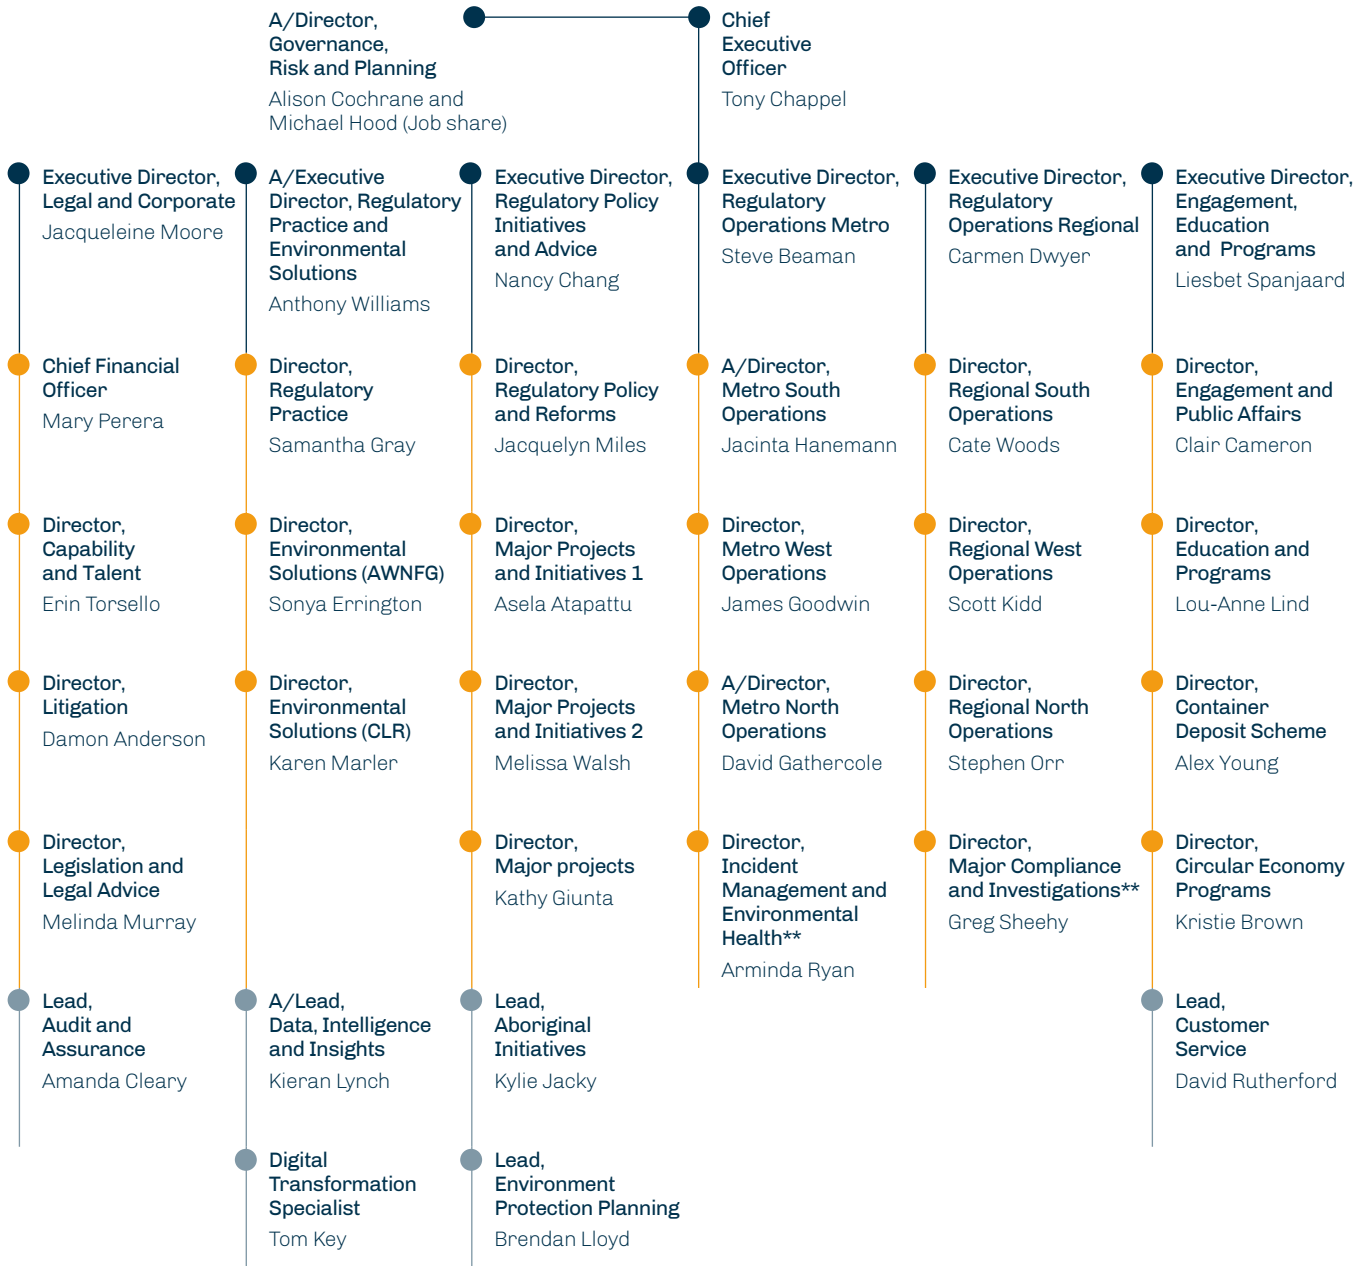 A/Director,
Governance,
Risk and Planning
Alison Cochrane and
Michael Hood (Job share)
Chief
Executive
Officer
Tony Chappel
Executive Director,
Legal and Corporate
Jacqueleine Moore
A/Executive
Director, Regulatory
Practice and
Environmental
Solutions
Anthony Williams
Executive Director,
Regulatory Policy
Initiatives
and Advice
Nancy Chang
Executive Director,
Regulatory
Operations Metro
Steve Beaman
Executive Director,
Regulatory
Operations Regional
Carmen Dwyer
Executive Director,
Engagement,
Education
and Programs
Liesbet Spanjaard
Chief Financial
Officer
Mary Perera
Director,
Regulatory
Practice
Samantha Gray
Director,
Regulatory Policy
and Reforms
Jacquelyn Miles
A/Director,
Metro South
Operations
Jacinta Hanemann
Director,
Regional South
Operations
Cate Woods
Director,
Engagement and
Public Affairs
Clair Cameron
Director,
Capability
and Talent
Erin Torsello
Director,
Environmental
Solutions (AWNFG)
Sonya Errington
Director,
Major Projects
and Initiatives 1
Asela Atapattu
Director,
Metro West
Operations
James Goodwin
Director,
Regional West
Operations
Scott Kidd
Director,
Education and
Programs
Lou-Anne Lind
Director,
Litigation
Damon Anderson
Director,
Environmental
Solutions (CLR)
Karen Marler
Director,
Major Projects
and Initiatives 2
Melissa Walsh
A/Director,
Metro North
Operations
David Gathercole
Director,
Regional North
Operations
Stephen Orr
Director,
Container
Deposit Scheme
Alex Young
Director,
Legislation and
Legal Advice
Melinda Murray
Director,
Major projects
Kathy Giunta
Director,
Incident
Management and
Environmental
Health**
Arminda Ryan
Director,
Major Compliance
and Investigations**
Greg Sheehy
Director,
Circular Economy
Programs
Kristie Brown
Lead,
Audit and
Assurance
Amanda Cleary
A/Lead,
Data, Intelligence
and Insights
Kieran Lynch
Lead,
Aboriginal
Initiatives
Kylie Jacky
Lead,
Customer
Service
David Rutherford
Digital
Transformation
Specialist
Tom Key
Lead,
Environment
Protection Planning
Brendan Lloyd